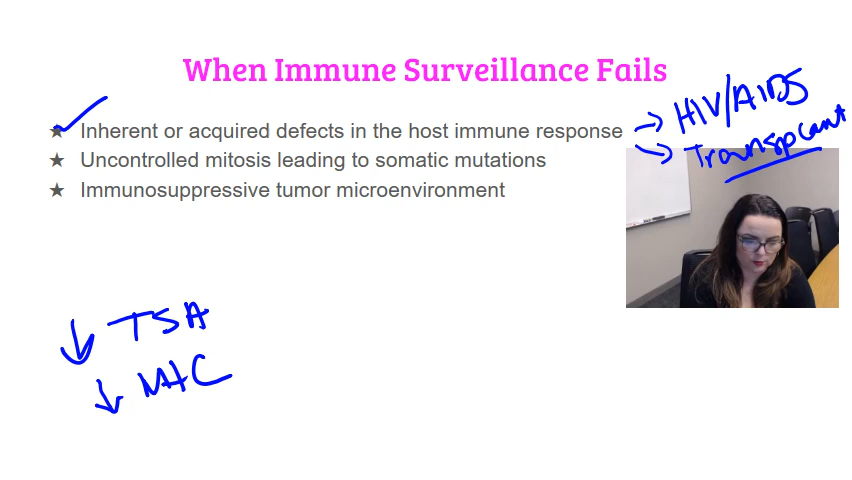 When Immune Surveillance Fails
★ Inherent or acquired defects in the host immune response
→ HIV/AIDS
→ Transplant
★ Uncontrolled mitosis leading to somatic mutations
★ Immunosuppressive tumor microenvironment
↓ TSA
↓ MHC